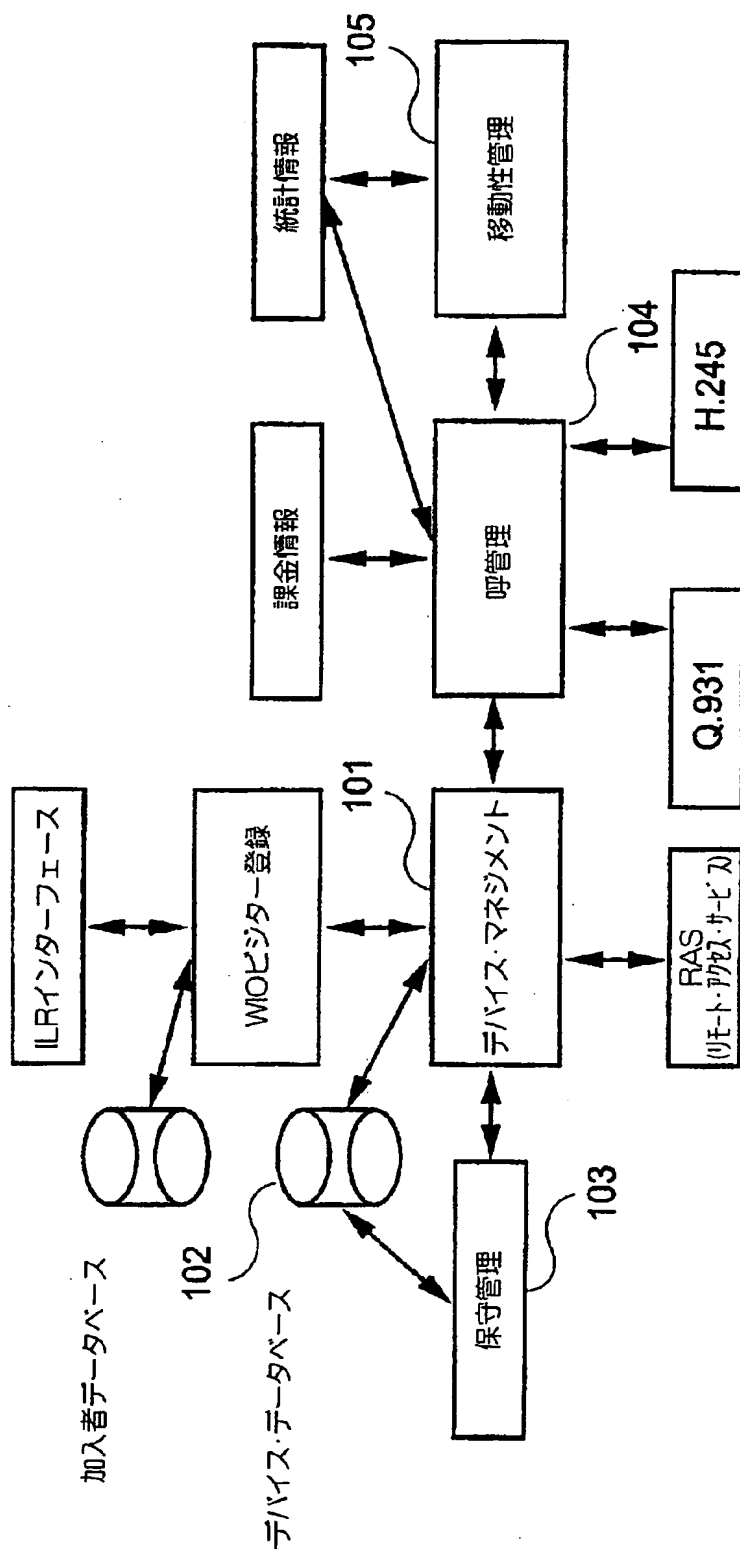 ILRインターフェース
加入者データベース
WIOビジター登録
課金情報
統計情報
102
デバイス・データベース
101
105
保守管理
デバイス・マネジメント
呼管理
移動性管理
103
104
RAS
(リモート・アクセス・サービス)
Q.931
H.245